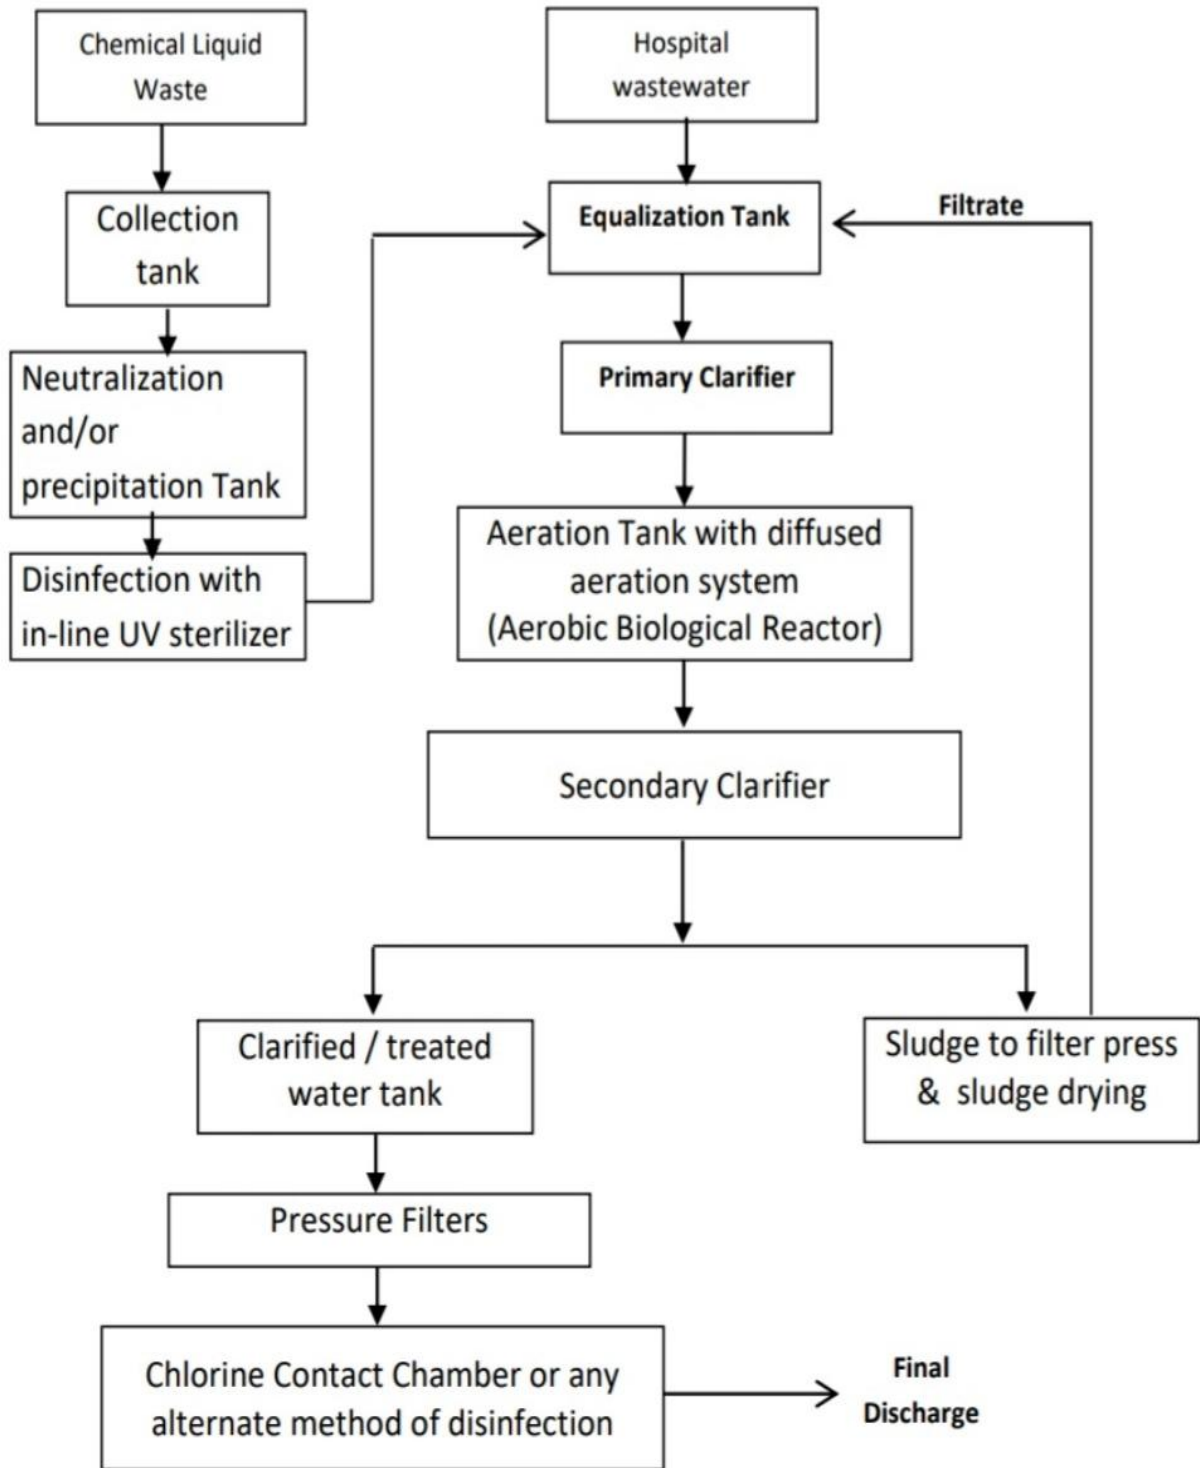 Chemical Liquid
Waste
Hospital
wastewater
Collection
tank
Equalization Tank
Filtrate
Neutralization
and/or
precipitation Tank
Primary Clarifier
Disinfection with
in-line UV sterilizer
Aeration Tank with diffused
aeration system
(Aerobic Biological Reactor)
Secondary Clarifier
Clarified / treated
water tank
Sludge to filter press
& sludge drying
Pressure Filters
Chlorine Contact Chamber or any
alternate method of disinfection
Final
Discharge